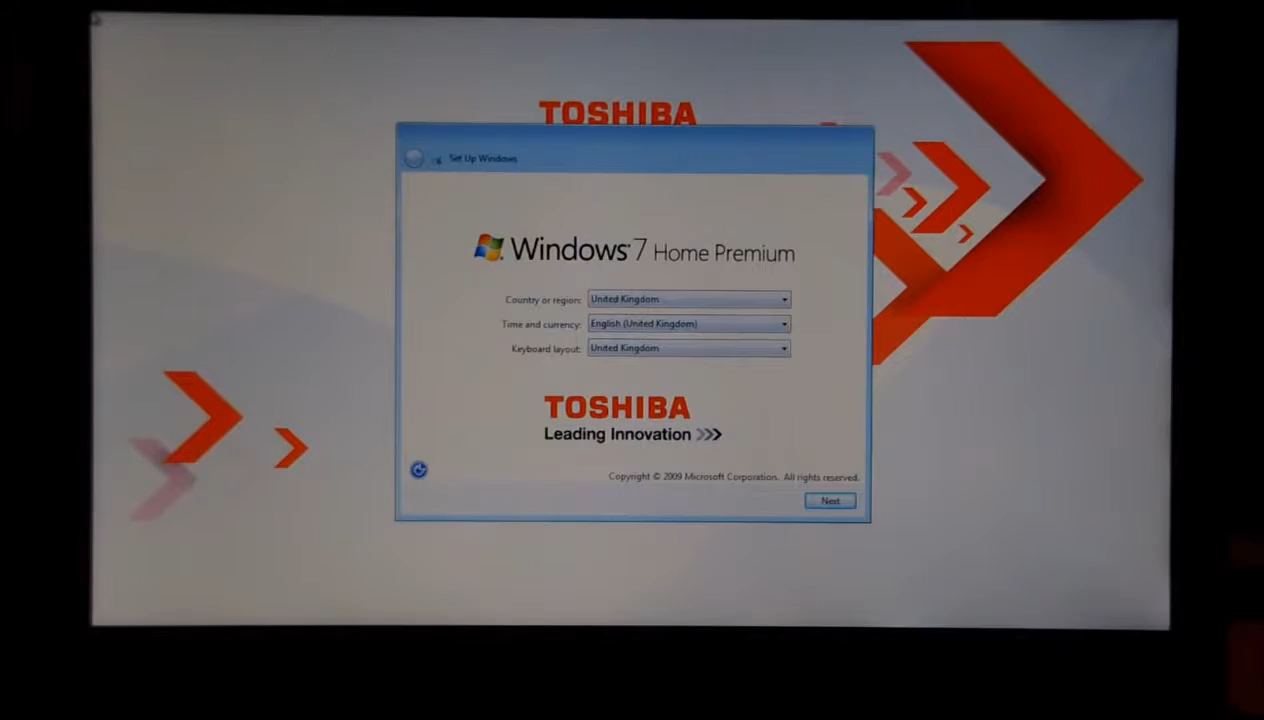 TOSHIBA
Set Up Windows
Windows® 7 Home Premium
Country or region: United Kingdom
Time and currency: English (United Kingdom)
Keyboard layout: United Kingdom
TOSHIBA
Leading Innovation >>>
Copyright © 2009 Microsoft Corporation. All rights reserved.
Next